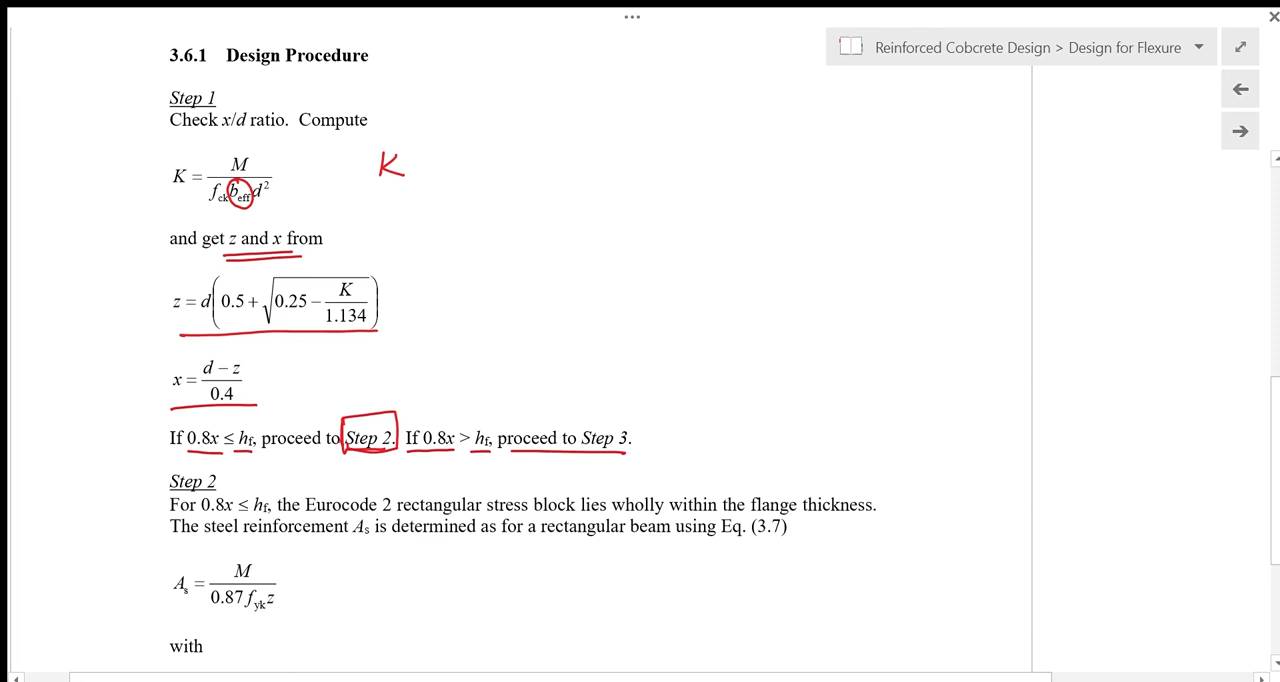 ...
Reinforced Cobcrete Design > Design for Flexure
3.6.1 Design Procedure
Step 1
Check x/d ratio. Compute
K = M / (f_ck b_eff d²)
K
and get z and x from
z = d(0.5 + √(0.25 − K/1.134))
x = (d − z)/0.4
If 0.8x ≤ h_f, proceed to Step 2. If 0.8x > h_f, proceed to Step 3.
Step 2
For 0.8x ≤ h_f, the Eurocode 2 rectangular stress block lies wholly within the flange thickness.
The steel reinforcement A_s is determined as for a rectangular beam using Eq. (3.7)
A_s = M / (0.87 f_yk z)
with